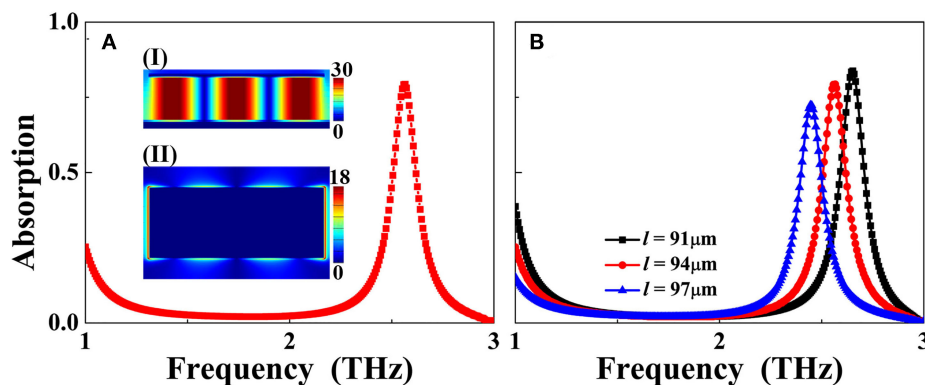 1.0
A
B
(I)
30
0
(II)
18
0
0.5
0.0
Absorption
l = 91μm
l = 94μm
l = 97μm
1 2 3 1 2 3
Frequency (THz) Frequency (THz)